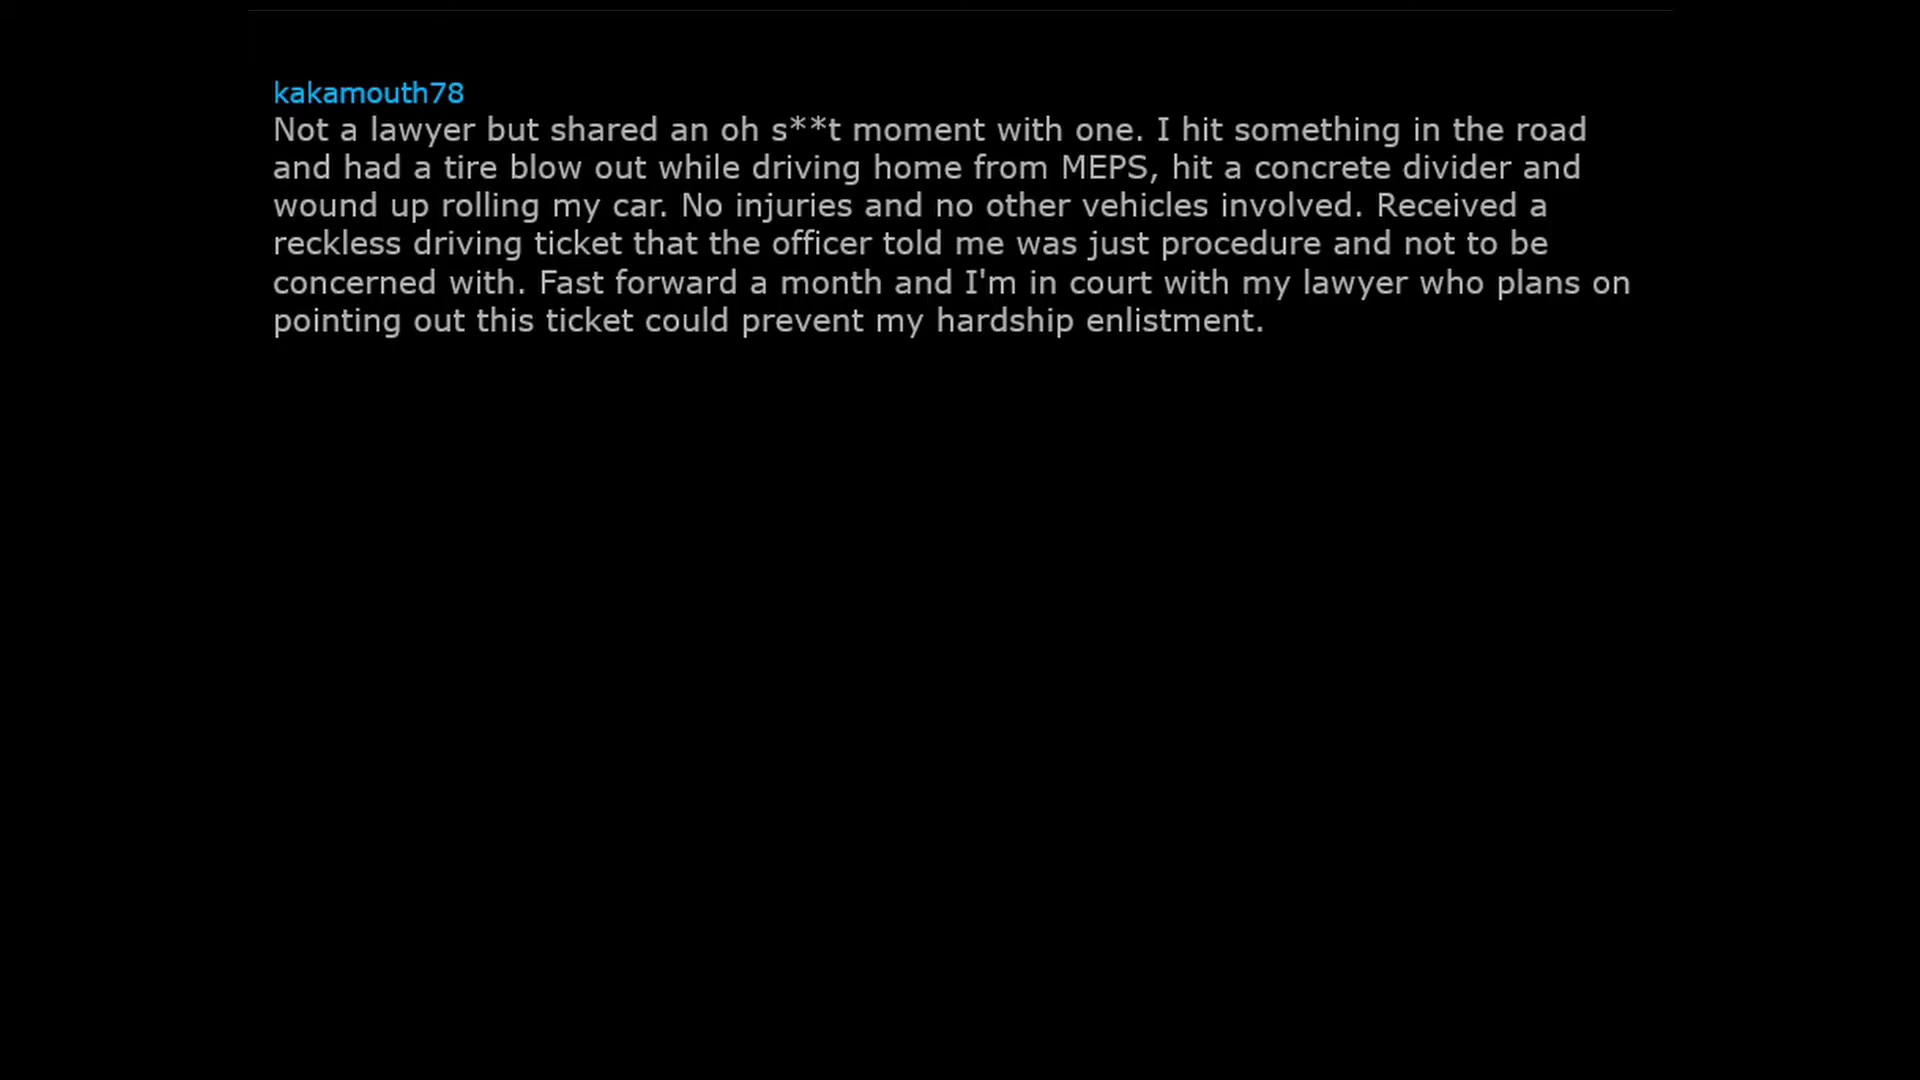 kakamouth78
Not a lawyer but shared an oh s**t moment with one. I hit something in the road
and had a tire blow out while driving home from MEPS, hit a concrete divider and
wound up rolling my car. No injuries and no other vehicles involved. Received a
reckless driving ticket that the officer told me was just procedure and not to be
concerned with. Fast forward a month and I'm in court with my lawyer who plans on
pointing out this ticket could prevent my hardship enlistment.